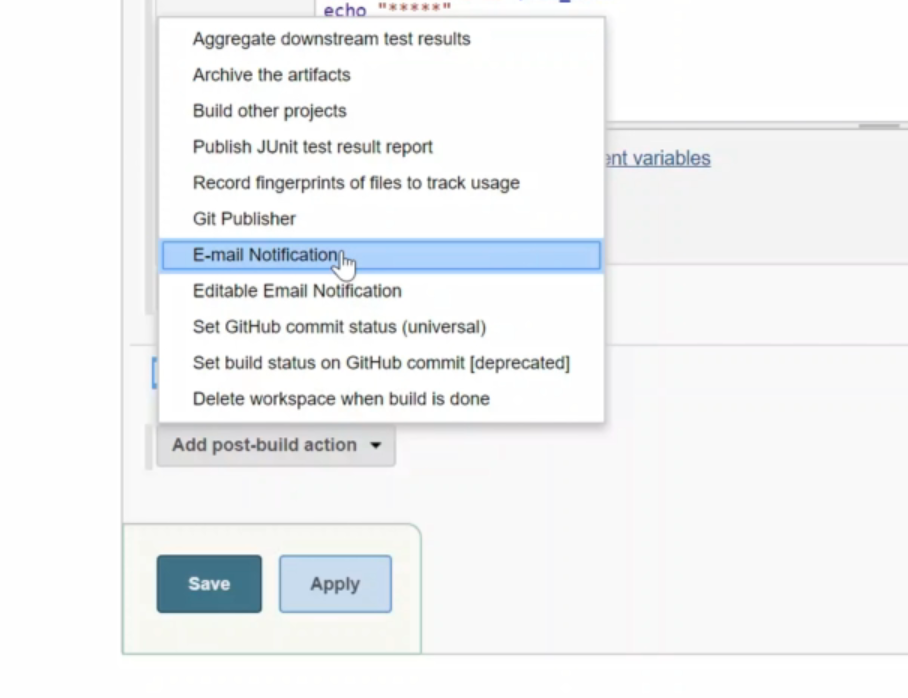 echo "*****"
Aggregate downstream test results
Archive the artifacts
Build other projects
Publish JUnit test result report
ent variables
Record fingerprints of files to track usage
Git Publisher
E-mail Notification
Editable Email Notification
Set GitHub commit status (universal)
Set build status on GitHub commit [deprecated]
Delete workspace when build is done
Add post-build action
Save
Apply